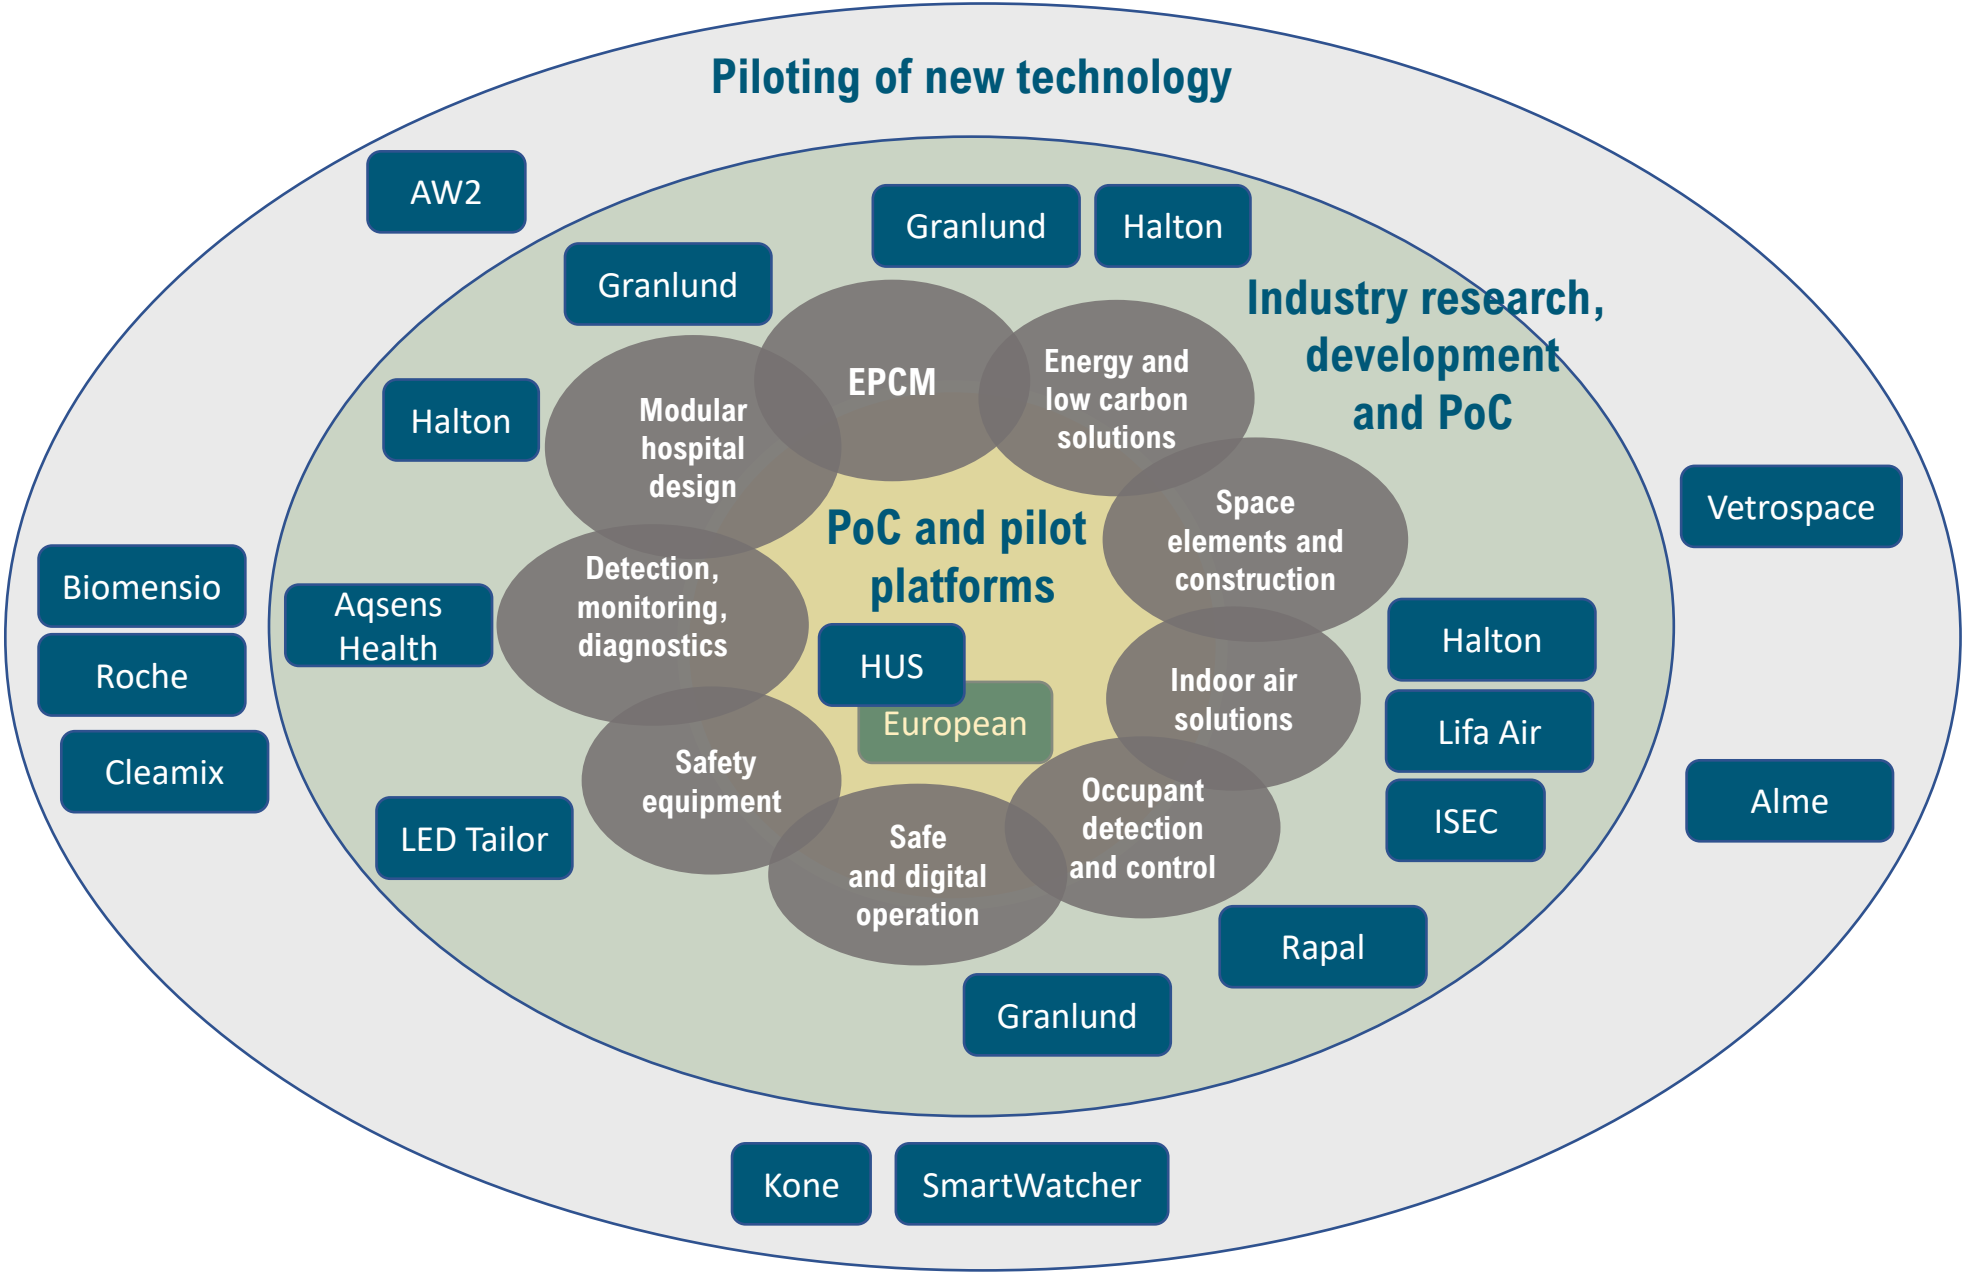 Piloting of new technology
AW2
Granlund
Halton
Granlund
Industry research,
development
and PoC
Halton
EPCM
Energy and
low carbon
solutions
Modular
hospital
design
Space
elements and
construction
Vetrospace
PoC and pilot
platforms
Detection,
monitoring,
diagnostics
Biomensio
Aqsens
Health
Roche
Cleamix
HUS
European
Halton
Indoor air
solutions
Lifa Air
ISEC
Alme
Safety
equipment
LED Tailor
Occupant
detection
and control
Safe
and digital
operation
Rapal
Granlund
Kone
SmartWatcher